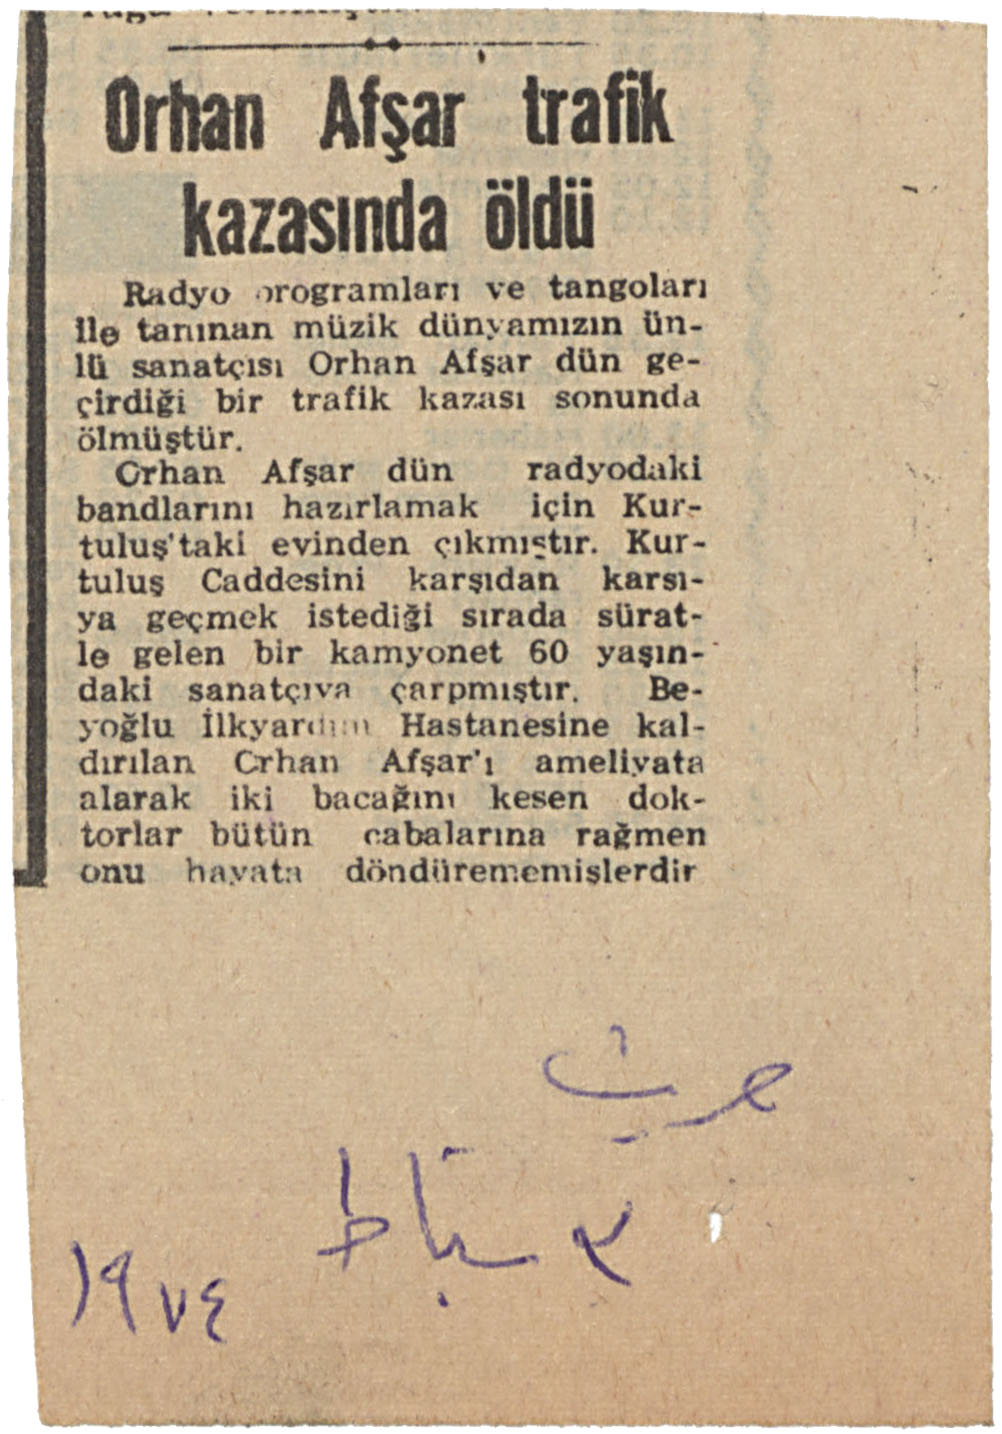 Orhan Afşar trafik
kazasında öldü
Radyo programları ve tangoları
ile tanınan müzik dünyamızın ün-
lü sanatçısı Orhan Afşar dün ge-
çirdiği bir trafik kazası sonunda
ölmüştür.
Orhan Afşar dün radyodaki
bandlarını hazırlamak için Kur-
tuluş'taki evinden çıkmıştır. Kur-
tuluş Caddesini karşıdan karşı-
ya geçmek istediği sırada sürat-
le gelen bir kamyonet 60 yaşın-
daki sanatçıya çarpmıştır. Be-
yoğlu İlkyardım Hastanesine kal-
dırılan Orhan Afşar'ı ameliyata
alarak iki bacağını kesen dok-
torlar bütün çabalarına rağmen
onu hayata döndürememişlerdir
حریت
شباط
١٩٧٤